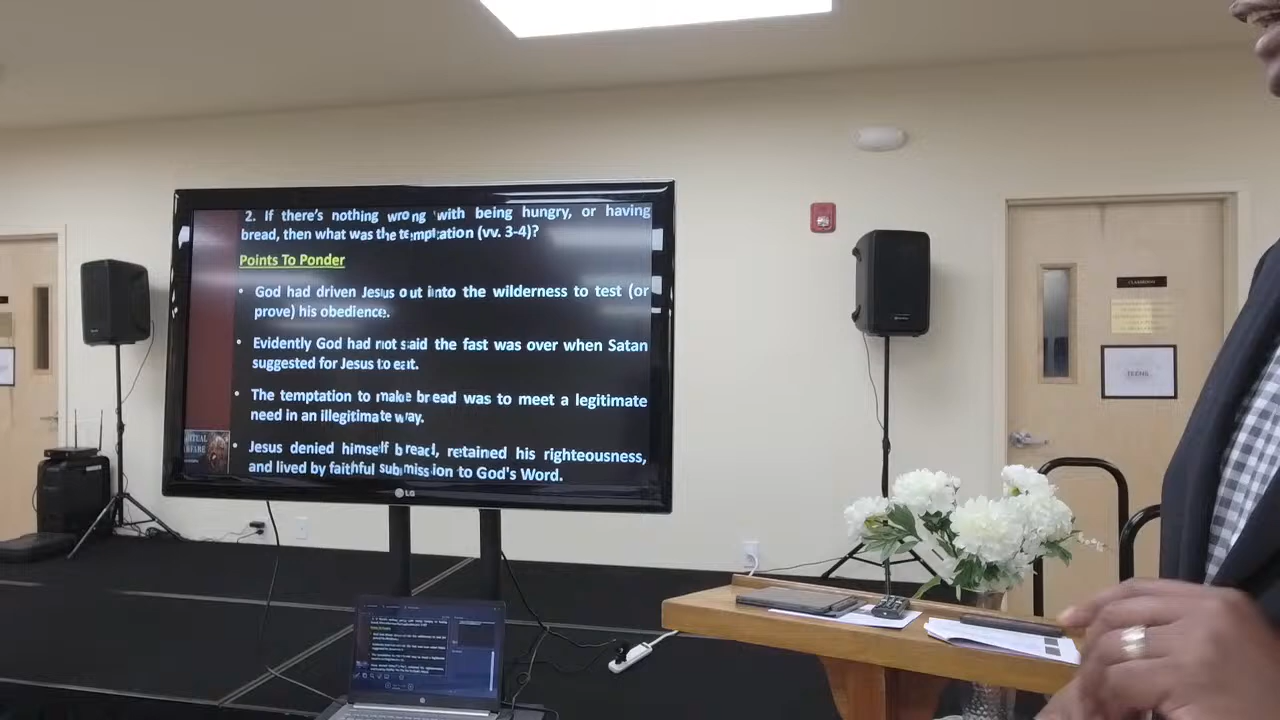 2. If there's nothing wrong with being hungry, or having
bread, then what was the temptation (vv. 3-4)?
Points To Ponder
• God had driven Jesus out into the wilderness to test (or
prove) his obedience.
• Evidently God had not said the fast was over when Satan
suggested for Jesus to eat.
• The temptation to make bread was to meet a legitimate
need in an illegitimate way.
• Jesus denied himself bread, retained his righteousness,
and lived by faithful submission to God's Word.
LG
CLASSROOM
TEENS